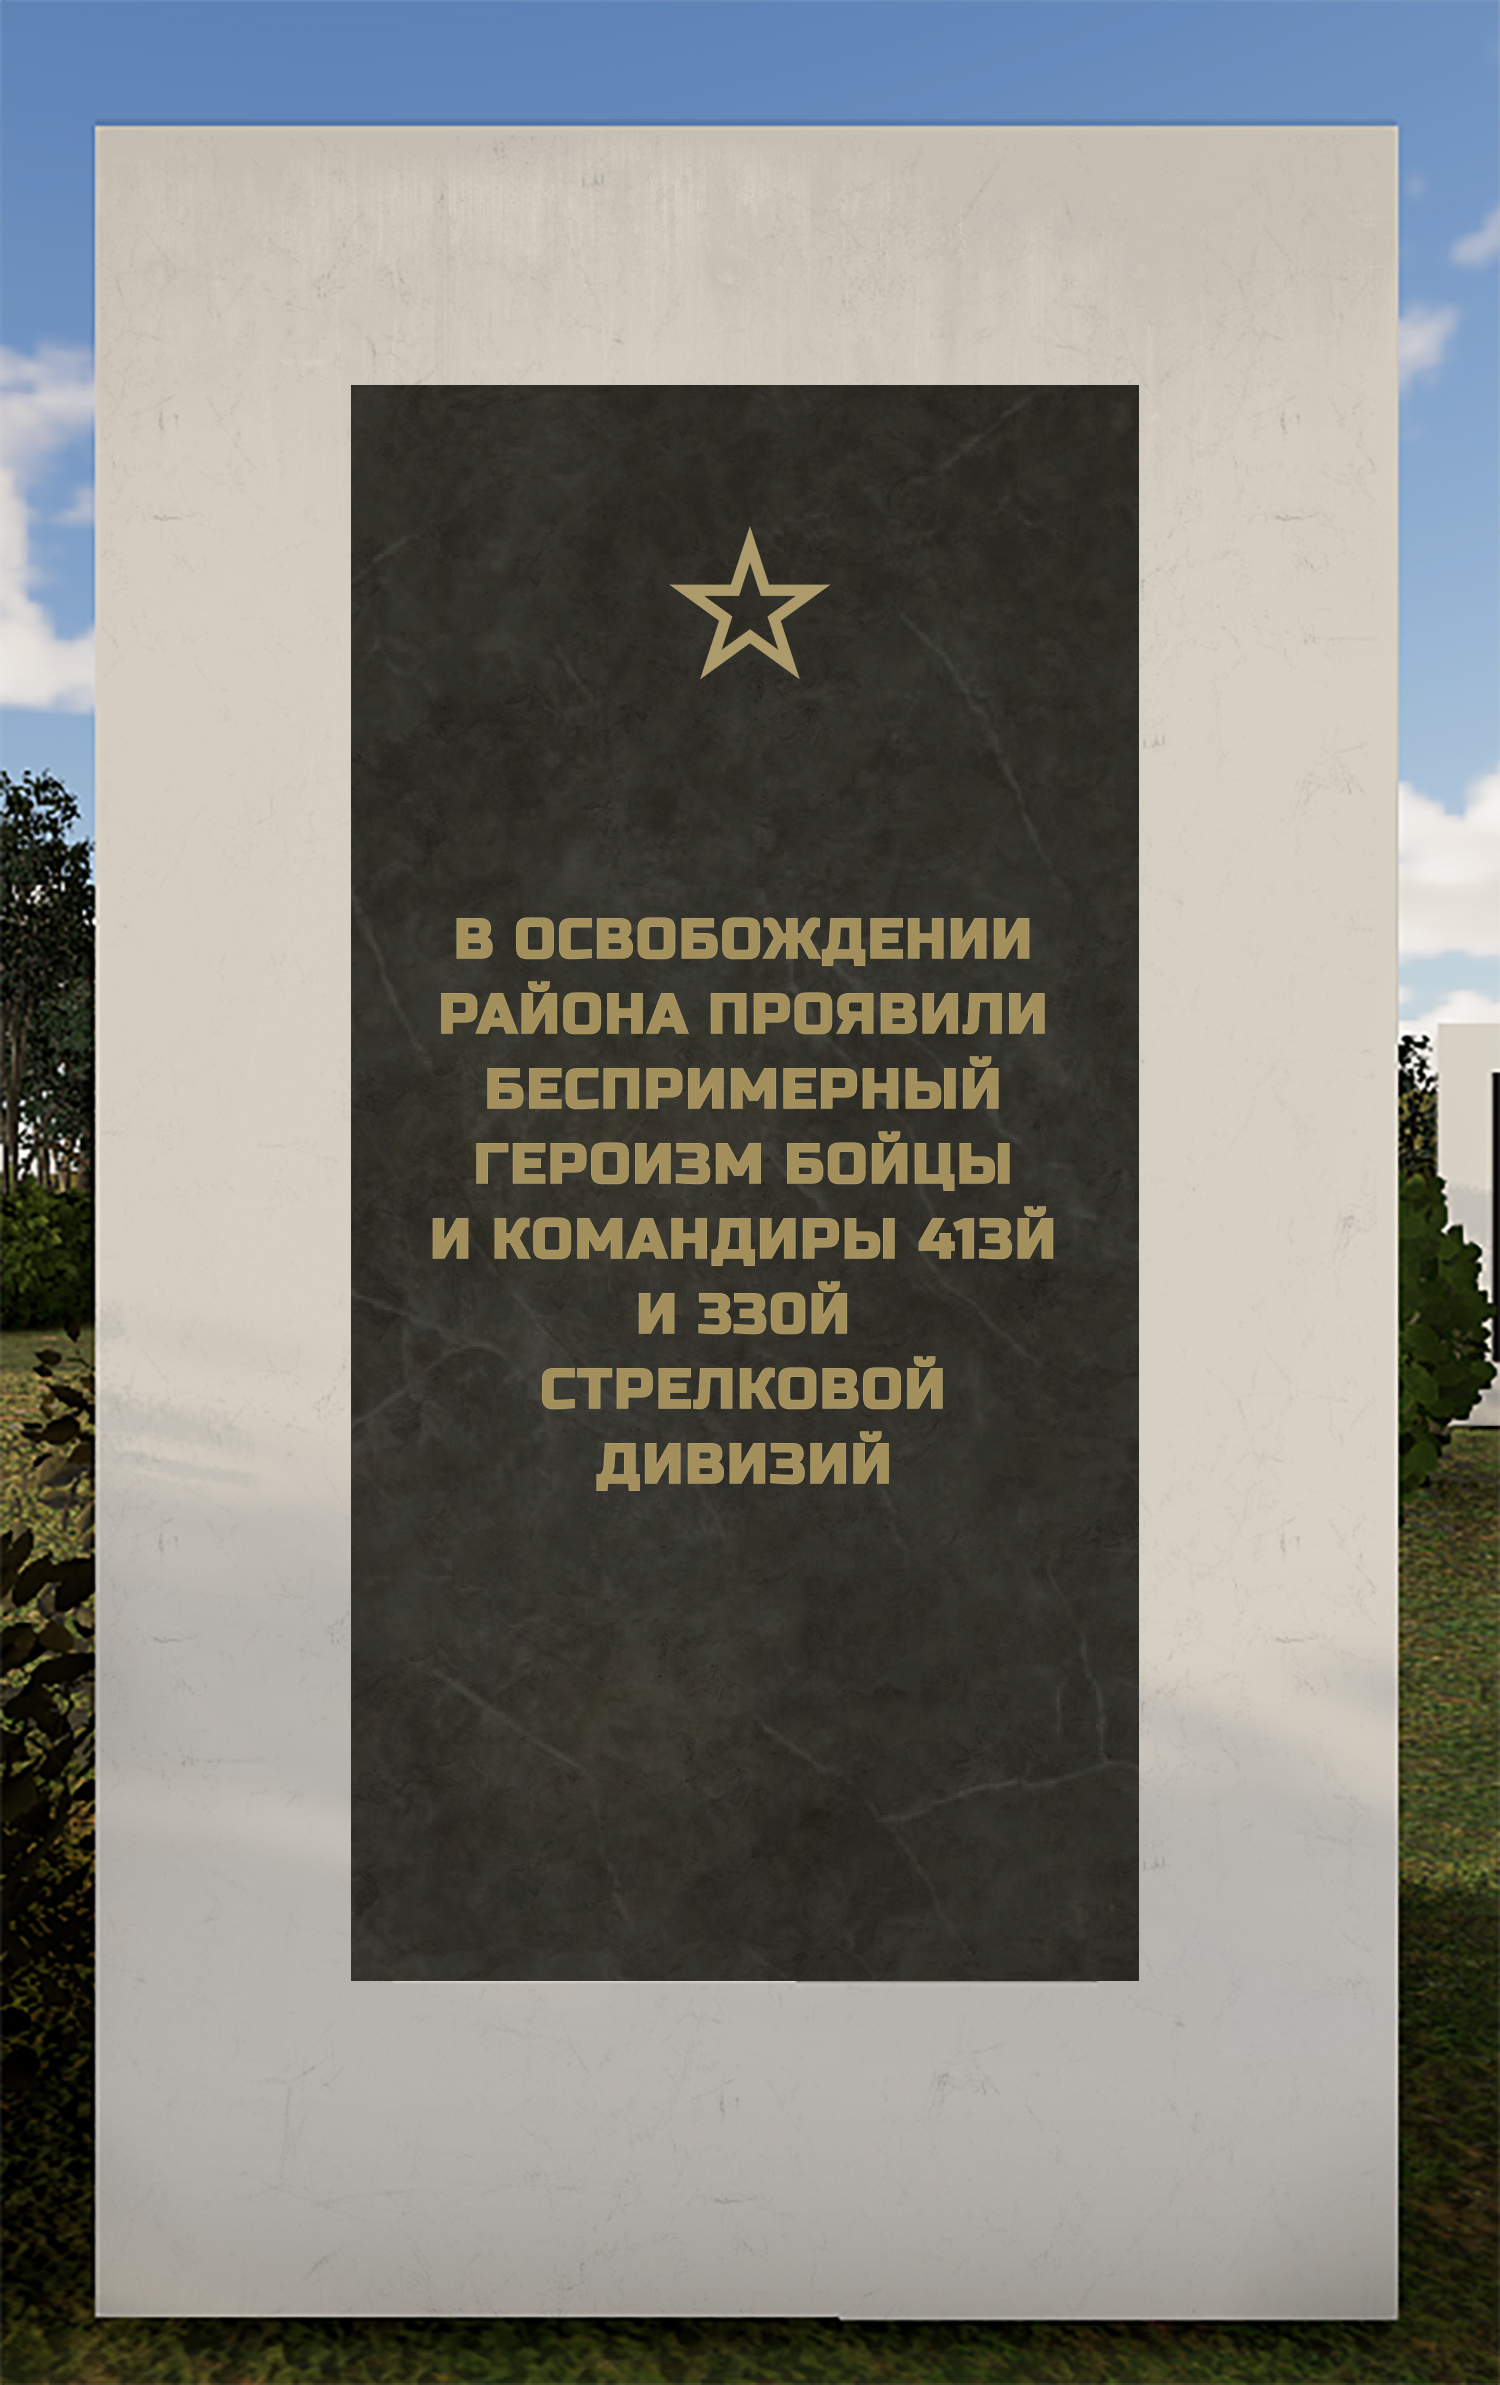 В ОСВОБОЖДЕНИИ
РАЙОНА ПРОЯВИЛИ
БЕСПРИМЕРНЫЙ
ГЕРОИЗМ БОЙЦЫ
И КОМАНДИРЫ 413Й
И 330Й
СТРЕЛКОВОЙ
ДИВИЗИЙ